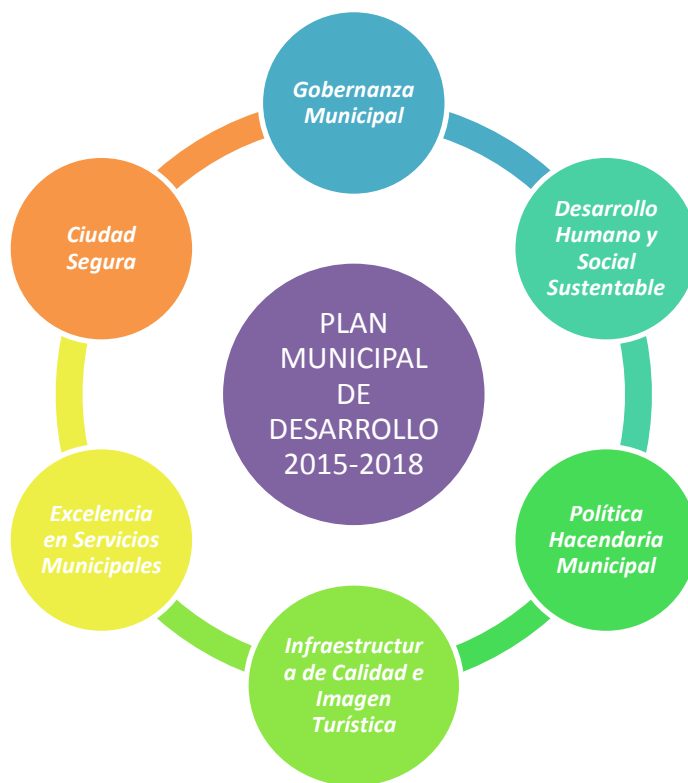 Gobernanza
Municipal
Desarrollo
Humano y
Social
Sustentable
Política
Hacendaria
Municipal
Infraestructur
a de Calidad e
Imagen
Turística
Excelencia
en Servicios
Municipales
Ciudad
Segura
PLAN
MUNICIPAL
DE
DESARROLLO
2015-2018